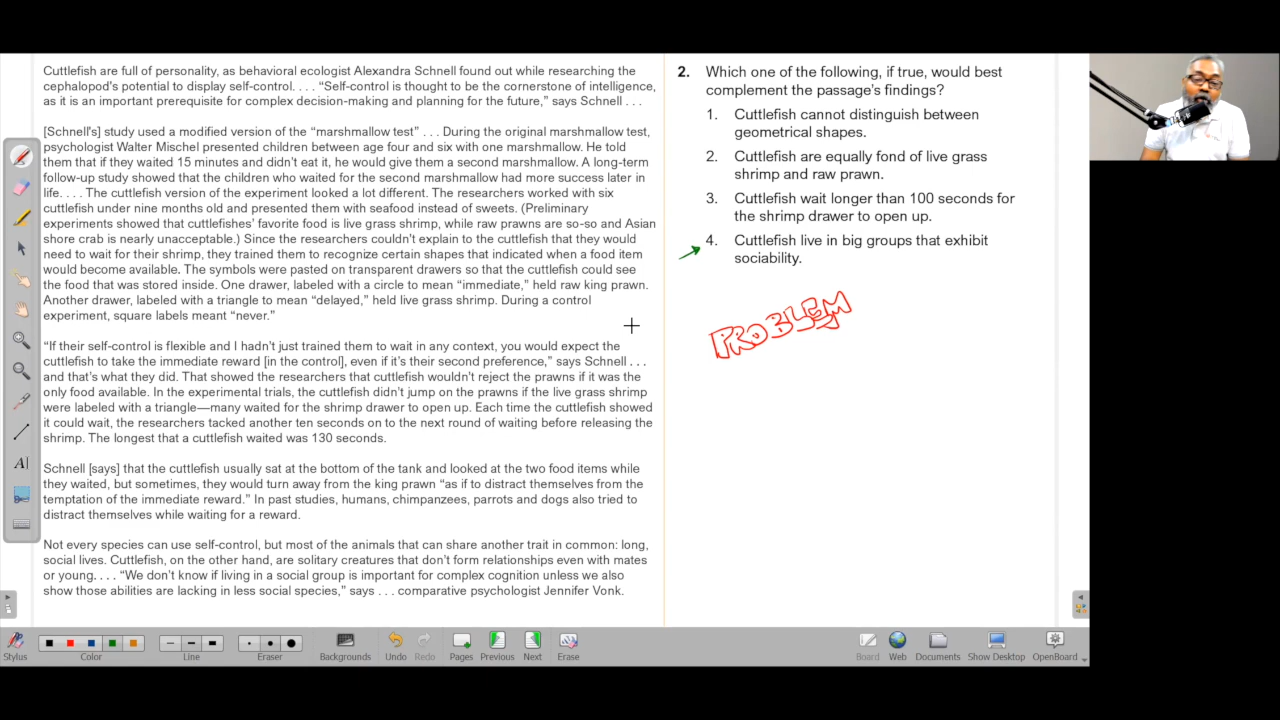 Cuttlefish are full of personality, as behavioral ecologist Alexandra Schnell found out while researching the
cephalopod's potential to display self-control. . . . “Self-control is thought to be the cornerstone of intelligence,
as it is an important prerequisite for complex decision-making and planning for the future,” says Schnell . . .
[Schnell's] study used a modified version of the “marshmallow test” . . . During the original marshmallow test,
psychologist Walter Mischel presented children between age four and six with one marshmallow. He told
them that if they waited 15 minutes and didn’t eat it, he would give them a second marshmallow. A long-term
follow-up study showed that the children who waited for the second marshmallow had more success later in
life. . . . The cuttlefish version of the experiment looked a lot different. The researchers worked with six
cuttlefish under nine months old and presented them with seafood instead of sweets. (Preliminary
experiments showed that cuttlefishes’ favorite food is live grass shrimp, while raw prawns are so-so and Asian
shore crab is nearly unacceptable.) Since the researchers couldn’t explain to the cuttlefish that they would
need to wait for their shrimp, they trained them to recognize certain shapes that indicated when a food item
would become available. The symbols were pasted on transparent drawers so that the cuttlefish could see
the food that was stored inside. One drawer, labeled with a circle to mean “immediate,” held raw king prawn.
Another drawer, labeled with a triangle to mean “delayed,” held live grass shrimp. During a control
experiment, square labels meant “never.”
“If their self-control is flexible and I hadn’t just trained them to wait in any context, you would expect the
cuttlefish to take the immediate reward [in the control], even if it’s their second preference,” says Schnell . . .
and that’s what they did. That showed the researchers that cuttlefish wouldn’t reject the prawns if it was the
only food available. In the experimental trials, the cuttlefish didn’t jump on the prawns if the live grass shrimp
were labeled with a triangle—many waited for the shrimp drawer to open up. Each time the cuttlefish showed
it could wait, the researchers tacked another ten seconds on to the next round of waiting before releasing the
shrimp. The longest that a cuttlefish waited was 130 seconds.
Schnell [says] that the cuttlefish usually sat at the bottom of the tank and looked at the two food items while
they waited, but sometimes, they would turn away from the king prawn “as if to distract themselves from the
temptation of the immediate reward.” In past studies, humans, chimpanzees, parrots and dogs also tried to
distract themselves while waiting for a reward.
Not every species can use self-control, but most of the animals that can share another trait in common: long,
social lives. Cuttlefish, on the other hand, are solitary creatures that don’t form relationships even with mates
or young. . . . “We don’t know if living in a social group is important for complex cognition unless we also
show those abilities are lacking in less social species,” says . . . comparative psychologist Jennifer Vonk.
2. Which one of the following, if true, would best
complement the passage’s findings?
1. Cuttlefish cannot distinguish between
geometrical shapes.
2. Cuttlefish are equally fond of live grass
shrimp and raw prawn.
3. Cuttlefish wait longer than 100 seconds for
the shrimp drawer to open up.
4. Cuttlefish live in big groups that exhibit
sociability.
PROBLEM
Stylus
Color
Line
Eraser
Backgrounds
Undo
Redo
Pages
Previous
Next
Erase
Board
Web
Documents
Show Desktop
OpenBoard